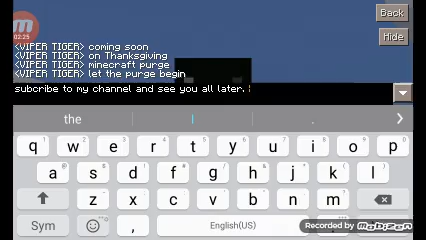 Back
02:25
Hide
<VIPER TIGER> coming soon
<VIPER TIGER> on Thanksgiving
<VIPER TIGER> minecraft purge
<VIPER TIGER> let the purge begin
subcribe to my channel and see you all later.
the I .
q w e r t y u i o p
a @ s # d & f * g - h + j = k ( l )
z x c v b n m
Sym , English(US) .
Recorded by Mobizen